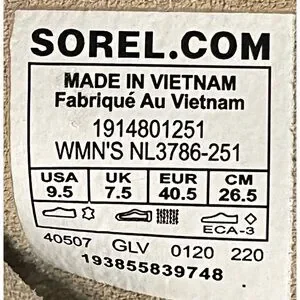 SOREL.COM
MADE IN VIETNAM
Fabriqué Au Vietnam
1914801251
WMN'S NL3786-251
USA UK EUR CM
9.5 7.5 40.5 26.5
ECA-3
40507 GLV 0120 220
193855839748